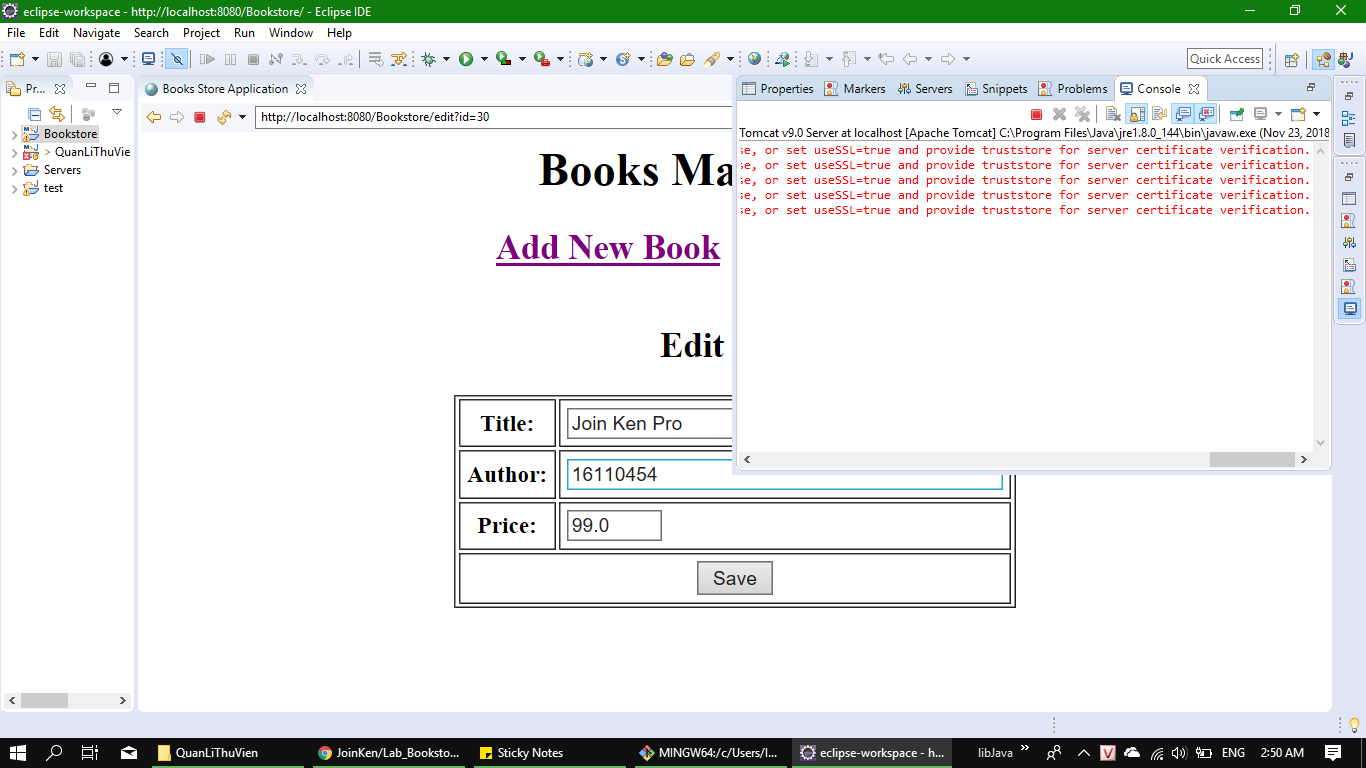 eclipse-workspace - http://localhost:8080/Bookstore/ - Eclipse IDE
File Edit Navigate Search Project Run Window Help
Quick Access
Pr...
Books Store Application
Properties Markers Servers Snippets Problems Console
http://localhost:8080/Bookstore/edit?id=30
Bookstore
> QuanLiThuVie
Servers
test
Tomcat v9.0 Server at localhost [Apache Tomcat] C:\Program Files\Java\jre1.8.0_144\bin\javaw.exe (Nov 23, 2018
se, or set useSSL=true and provide truststore for server certificate verification.
se, or set useSSL=true and provide truststore for server certificate verification.
se, or set useSSL=true and provide truststore for server certificate verification.
se, or set useSSL=true and provide truststore for server certificate verification.
se, or set useSSL=true and provide truststore for server certificate verification.
Books Ma
Add New Book
Edit
Title: Join Ken Pro
Author: 16110454
Price: 99.0
Save
QuanLiThuVien
JoinKen/Lab_Booksto...
Sticky Notes
MINGW64:/c/Users/l...
eclipse-workspace - h...
libJava
V
ENG
2:50 AM